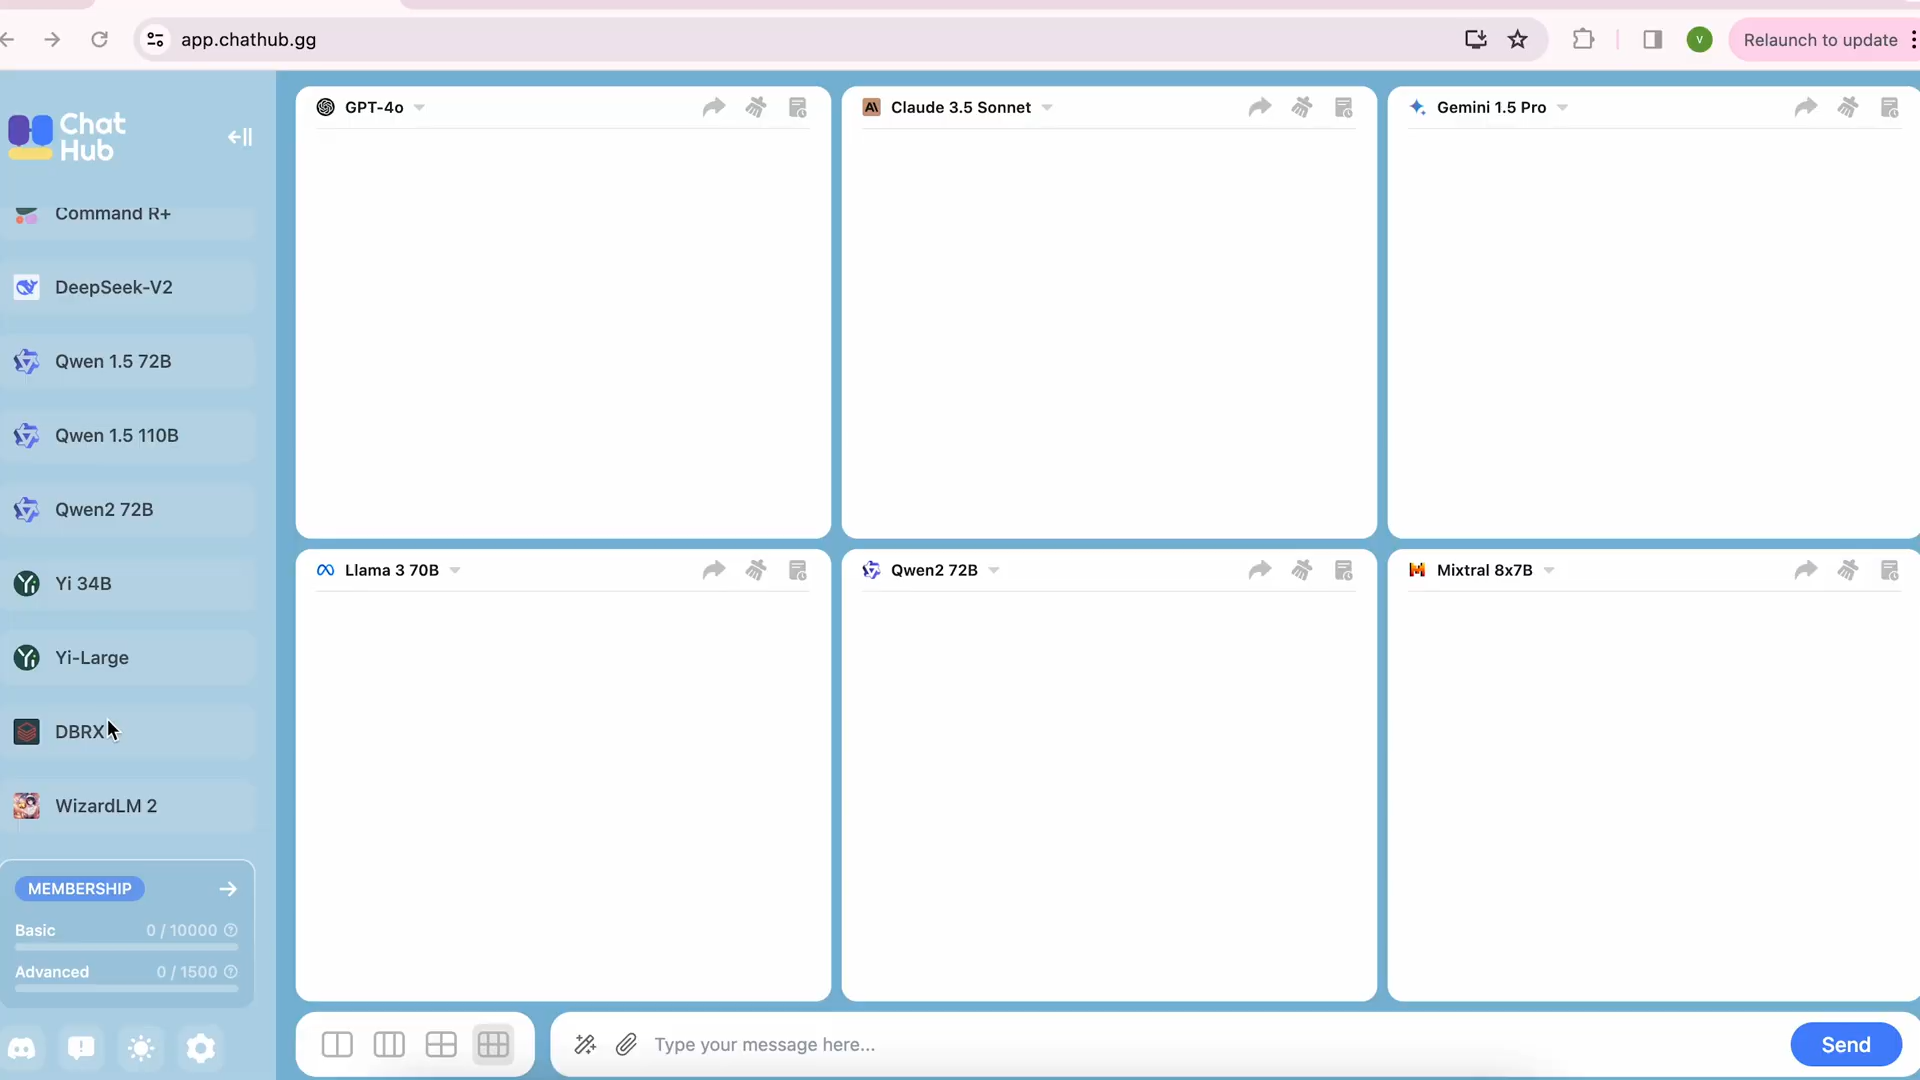 app.chathub.gg
V
Relaunch to update
Chat
Hub
Command R+
DeepSeek-V2
Qwen 1.5 72B
Qwen 1.5 110B
Qwen2 72B
Yi 34B
Yi-Large
DBRX
WizardLM 2
MEMBERSHIP
Basic 0 / 10000
Advanced 0 / 1500
GPT-4o
Claude 3.5 Sonnet
Gemini 1.5 Pro
Llama 3 70B
Qwen2 72B
Mixtral 8x7B
Type your message here...
Send